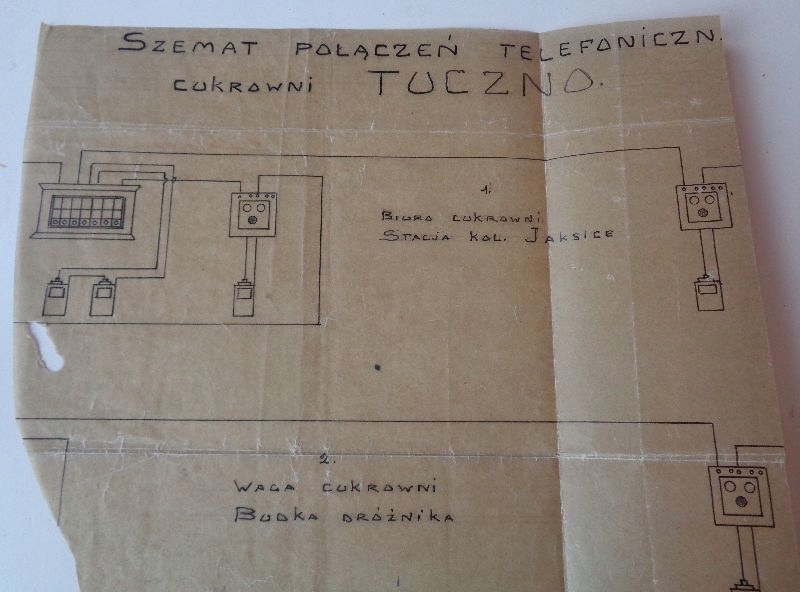 SZEMAT POŁĄCZEŃ TELEFONICZN.
CUKROWNI TUCZNO.
1.
BIURO CUKROWNI
STACJA KOL. JAKSICE
2.
WAGA CUKROWNI
BUDKA DRÓŻNIKA